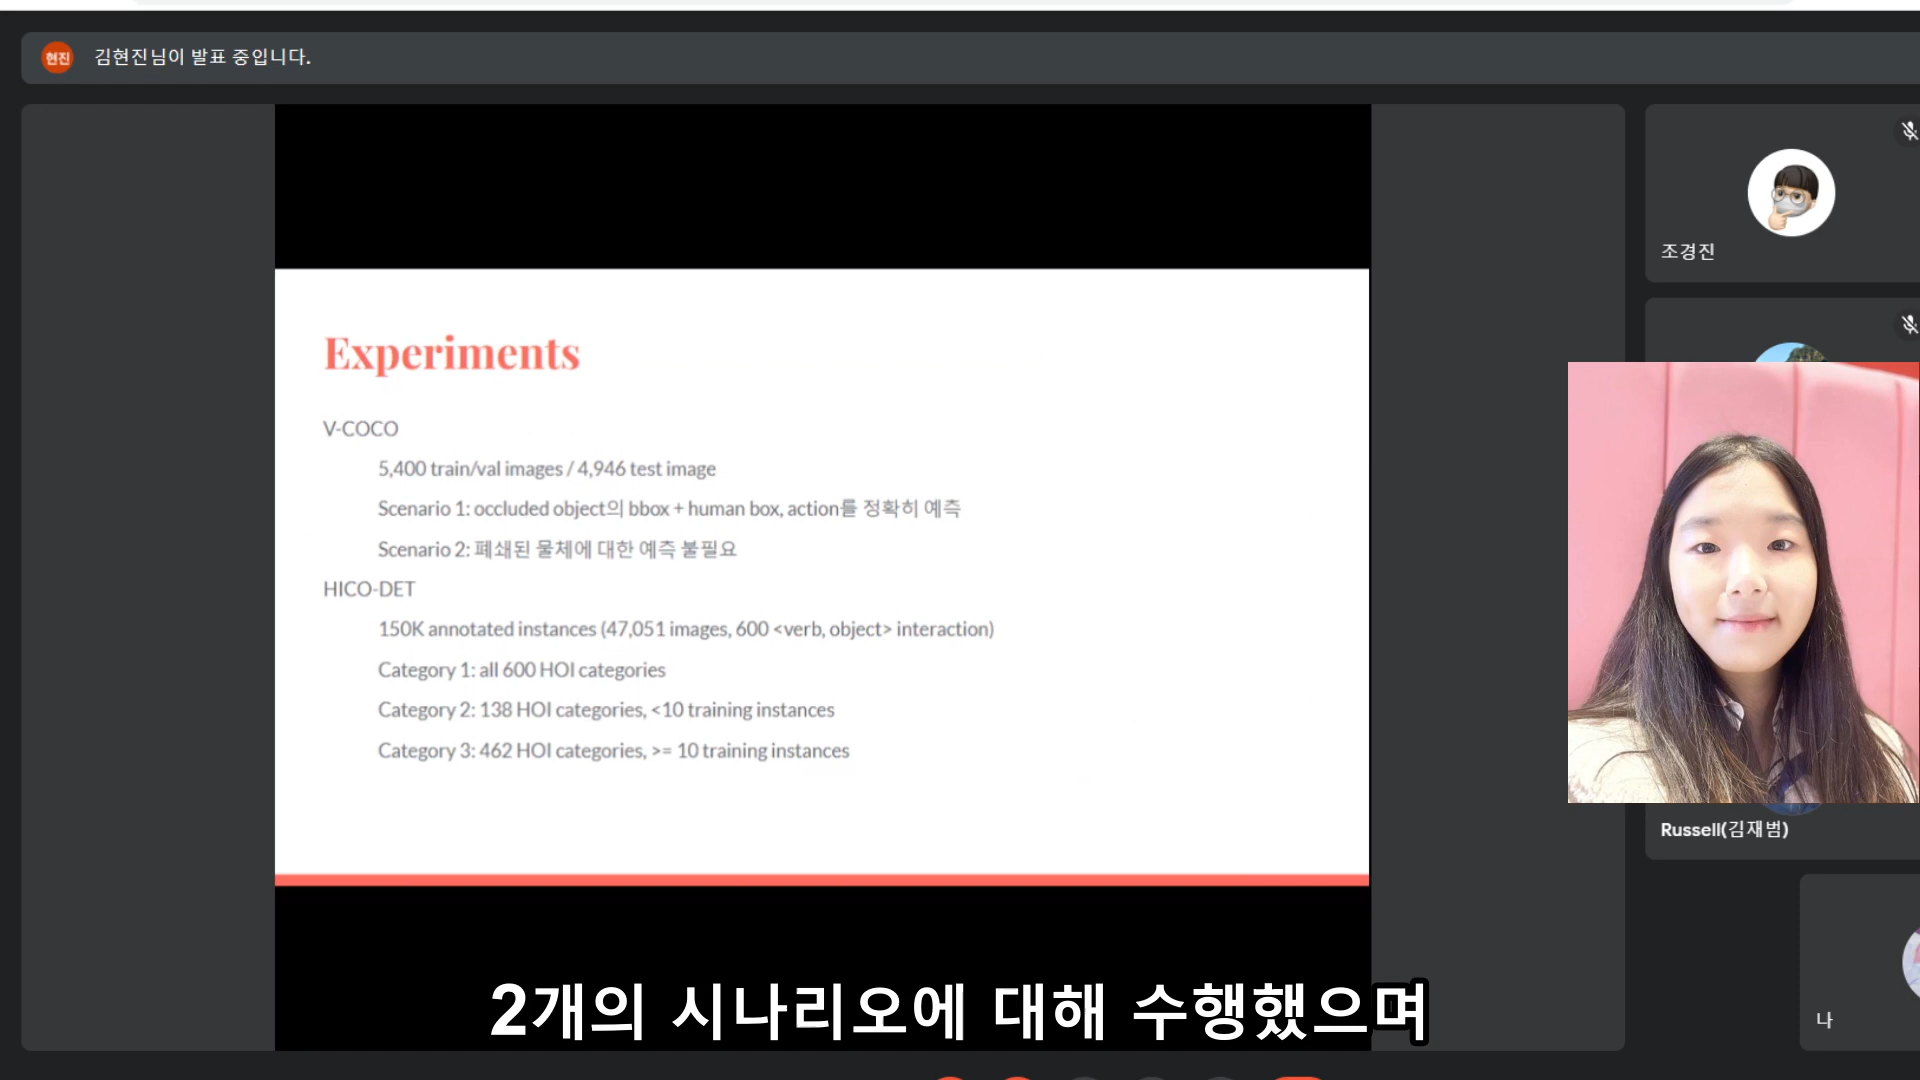 현진 김현진님이 발표 중입니다.
조경진
Experiments
V-COCO
5,400 train/val images / 4,946 test image
Scenario 1: occluded object의 bbox + human box, action를 정확히 예측
Scenario 2: 폐쇄된 물체에 대한 예측 불필요
HICO-DET
150K annotated instances (47,051 images, 600 <verb, object> interaction)
Category 1: all 600 HOI categories
Category 2: 138 HOI categories, <10 training instances
Category 3: 462 HOI categories, >= 10 training instances
Russell(김재범)
2개의 시나리오에 대해 수행했으며
나